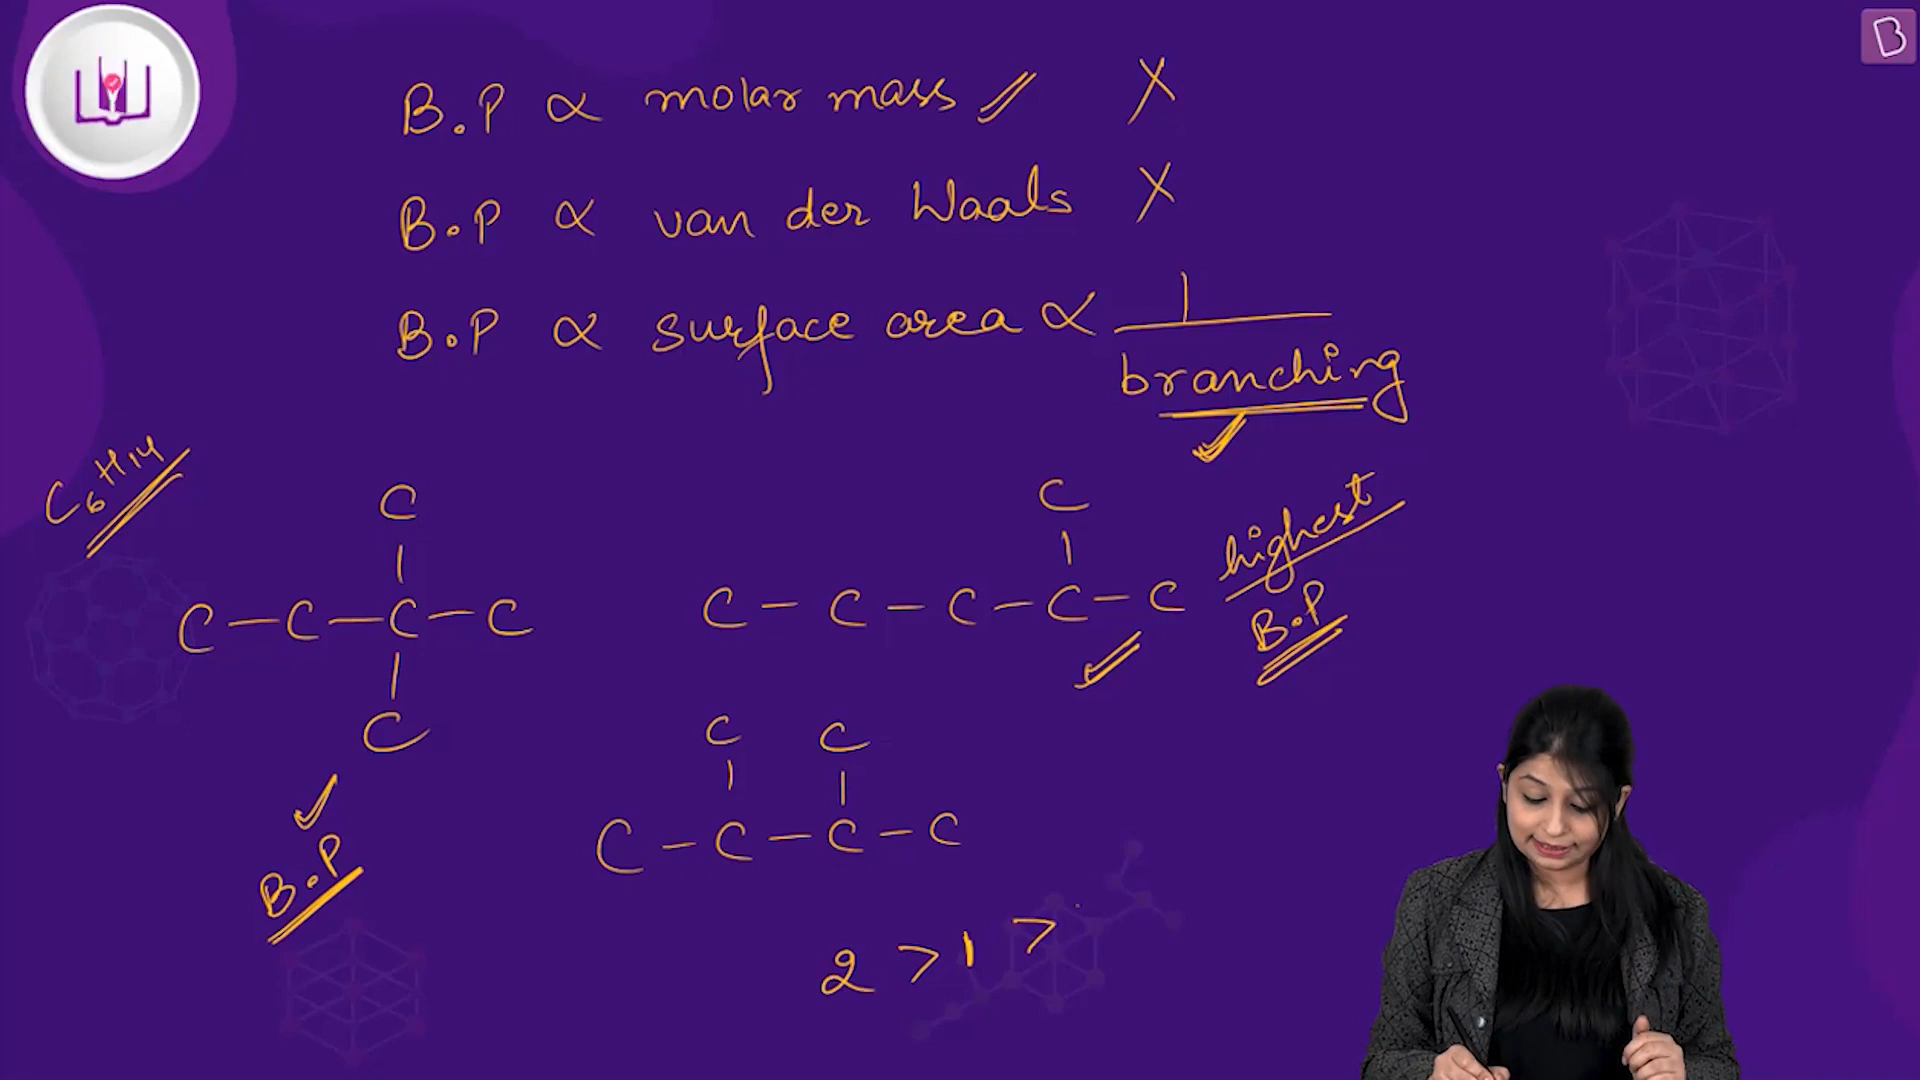 B
B.P ∝ molar mass X
B.P ∝ van der Waals X
B.P ∝ surface area ∝ 1
branching
C6H14
C
C - C - C - C
C
B.P
C
C - C - C - C - C
highest
B.P
C C
C - C - C - C
2 > 1 >